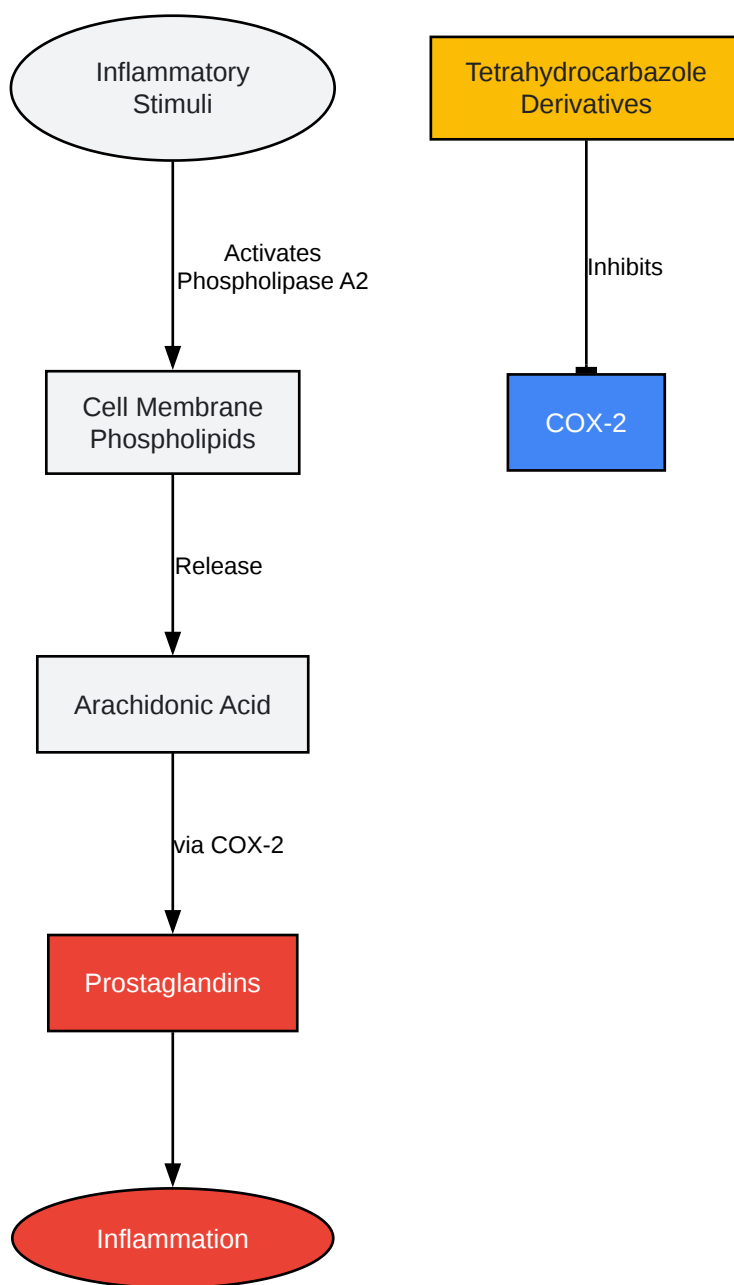 Inflammatory
Stimuli
Tetrahydrocarbazole
Derivatives
Activates
Phospholipase A2
Inhibits
Cell Membrane
Phospholipids
COX-2
Release
Arachidonic Acid
via COX-2
Prostaglandins
Inflammation